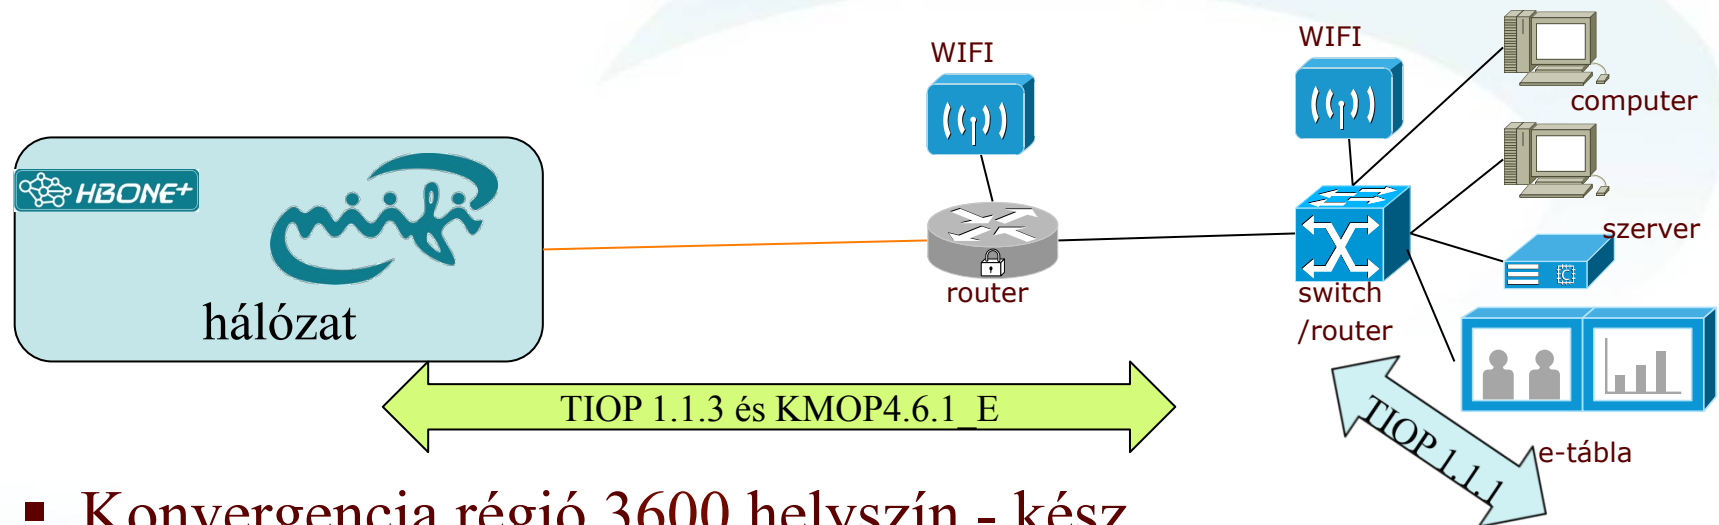 WIFI
WIFI
computer
HBONE+
niifi
szerver
hálózat
router
switch
/router
TIOP 1.1.3 és KMOP4.6.1_E
TIOP 1.1.1
e-tábla
▪ Konvergencia régió 3600 helyszín - kész